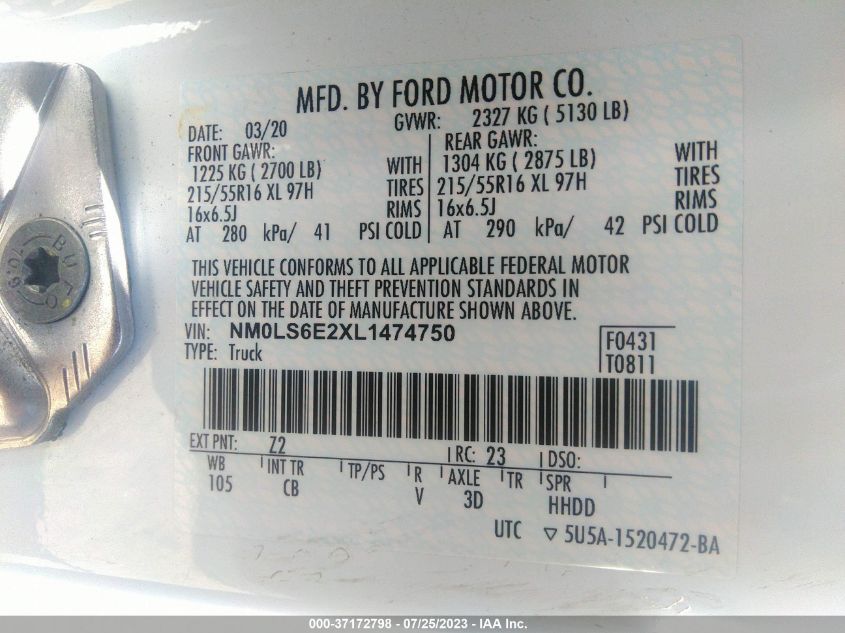 MFD. BY FORD MOTOR CO.
DATE: 03/20 GVWR: 2327 KG ( 5130 LB)
FRONT GAWR: REAR GAWR:
1225 KG ( 2700 LB) WITH 1304 KG ( 2875 LB) WITH
215/55R16 XL 97H TIRES 215/55R16 XL 97H TIRES
16x6.5J RIMS 16x6.5J RIMS
AT 280 kPa/ 41 PSI COLD AT 290 kPa/ 42 PSI COLD
THIS VEHICLE CONFORMS TO ALL APPLICABLE FEDERAL MOTOR
VEHICLE SAFETY AND THEFT PREVENTION STANDARDS IN
EFFECT ON THE DATE OF MANUFACTURE SHOWN ABOVE.
VIN: NM0LS6E2XL1474750 F0431
TYPE: Truck T0811
EXT PNT: Z2 RC: 23 DSO:
WB INT TR TP/PS R AXLE TR SPR
105 CB V 3D HHDD
UTC ▽ 5U5A-1520472-BA
BUFO
10.9
000-37172798 - 07/25/2023 - IAA Inc.